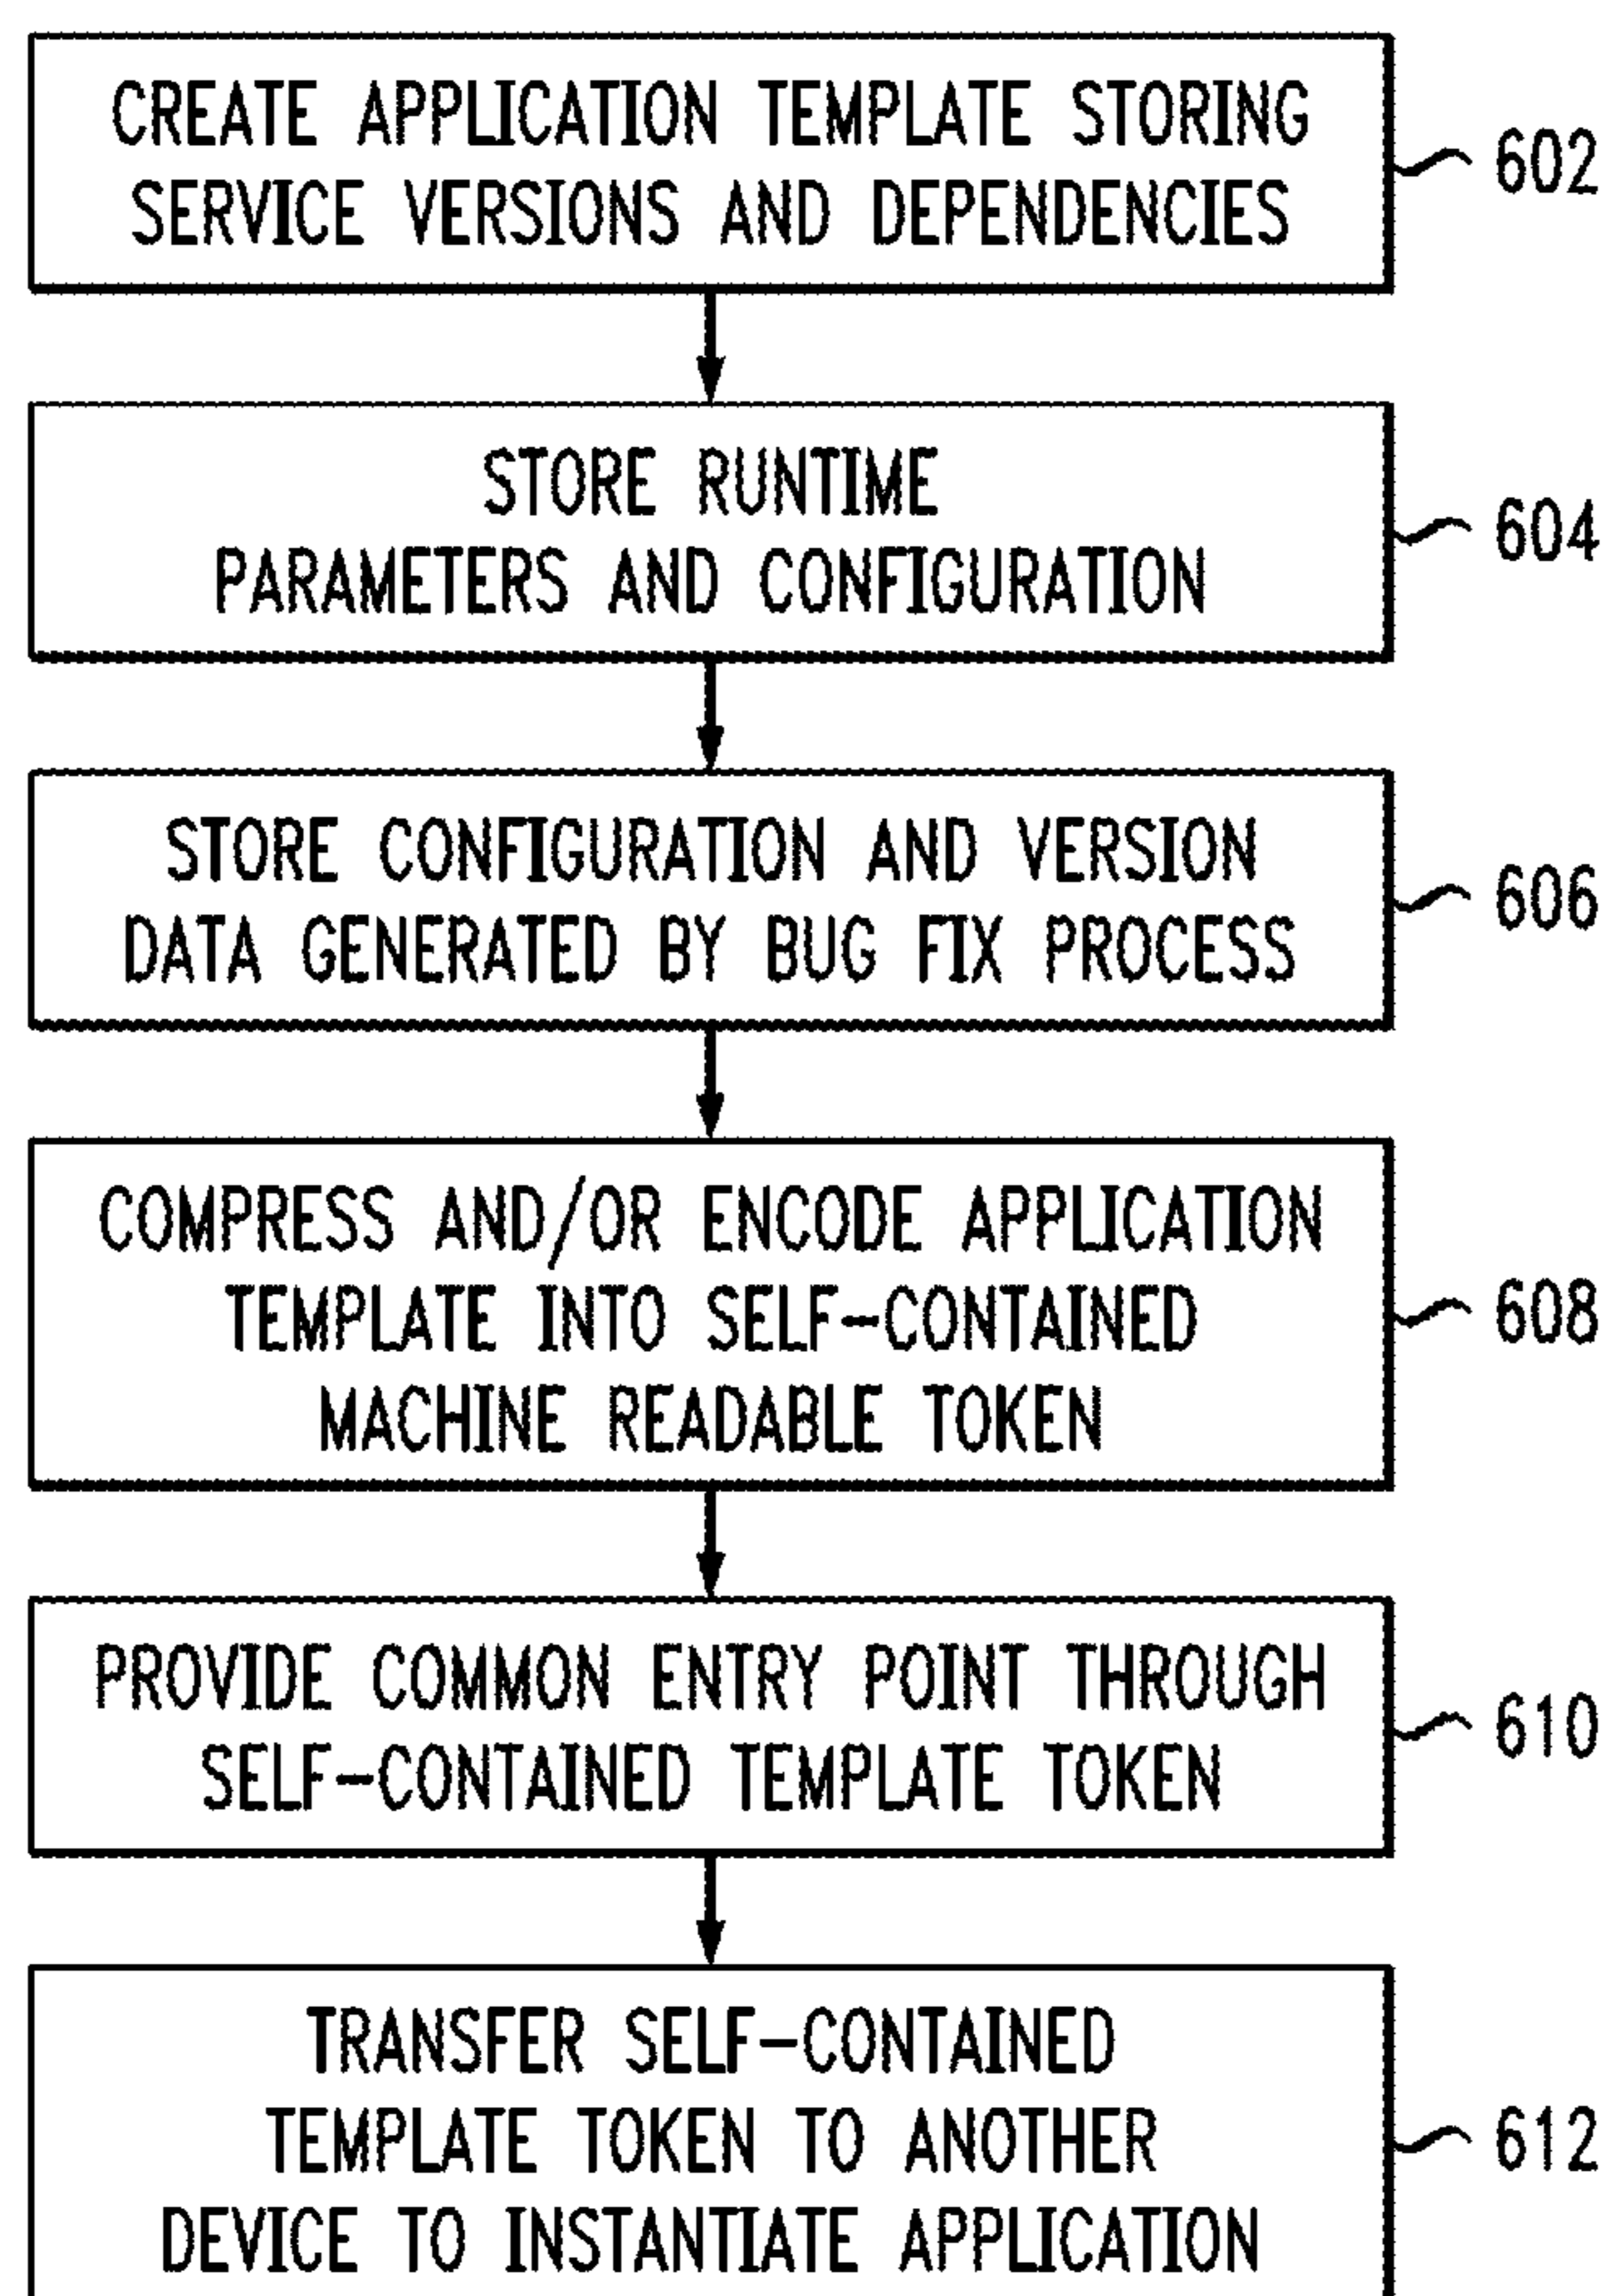 CREATE APPLICATION TEMPLATE STORING
SERVICE VERSIONS AND DEPENDENCIES
602
STORE RUNTIME
PARAMETERS AND CONFIGURATION
604
STORE CONFIGURATION AND VERSION
DATA GENERATED BY BUG FIX PROCESS
606
COMPRESS AND/OR ENCODE APPLICATION
TEMPLATE INTO SELF-CONTAINED
MACHINE READABLE TOKEN
608
PROVIDE COMMON ENTRY POINT THROUGH
SELF-CONTAINED TEMPLATE TOKEN
610
TRANSFER SELF-CONTAINED
TEMPLATE TOKEN TO ANOTHER
DEVICE TO INSTANTIATE APPLICATION
612